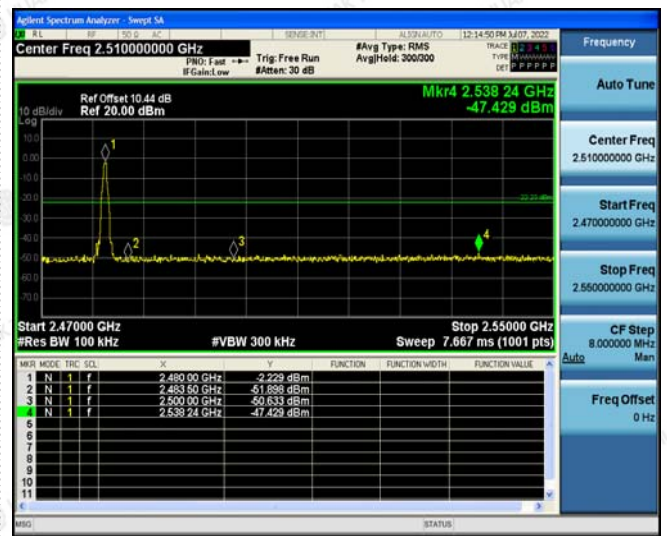 Agilent Spectrum Analyzer - Swept SA
RL RF 50 Ω AC SENSE:INT ALIGNAUTO 12:14:50 PM Jul 07, 2022
Center Freq 2.510000000 GHz
PNO: Fast Trig: Free Run
IFGain:Low #Atten: 30 dB
#Avg Type: RMS
Avg|Hold: 300/300
TRACE 1 2 3 4 5 6
TYPE
DET P P P P P P
Ref Offset 10.44 dB
10 dB/div Ref 20.00 dBm
Log
Mkr4 2.538 24 GHz
-47.429 dBm
10.0
0.00
-10.0
-20.0
-30.0
-40.0
-50.0
-60.0
-70.0
1
2
3
4
Start 2.47000 GHz Stop 2.55000 GHz
#Res BW 100 kHz #VBW 300 kHz Sweep 7.667 ms (1001 pts)
MKR MODE TRC SCL X Y FUNCTION FUNCTION WIDTH FUNCTION VALUE
1 N 1 f 2.480 00 GHz -2.229 dBm
2 N 1 f 2.483 50 GHz -51.898 dBm
3 N 1 f 2.500 00 GHz -50.633 dBm
4 N 1 f 2.538 24 GHz -47.429 dBm
5
6
7
8
9
10
11
MSG STATUS
Frequency
Auto Tune
Center Freq
2.510000000 GHz
Start Freq
2.470000000 GHz
Stop Freq
2.550000000 GHz
CF Step
8.000000 MHz
Auto Man
Freq Offset
0 Hz